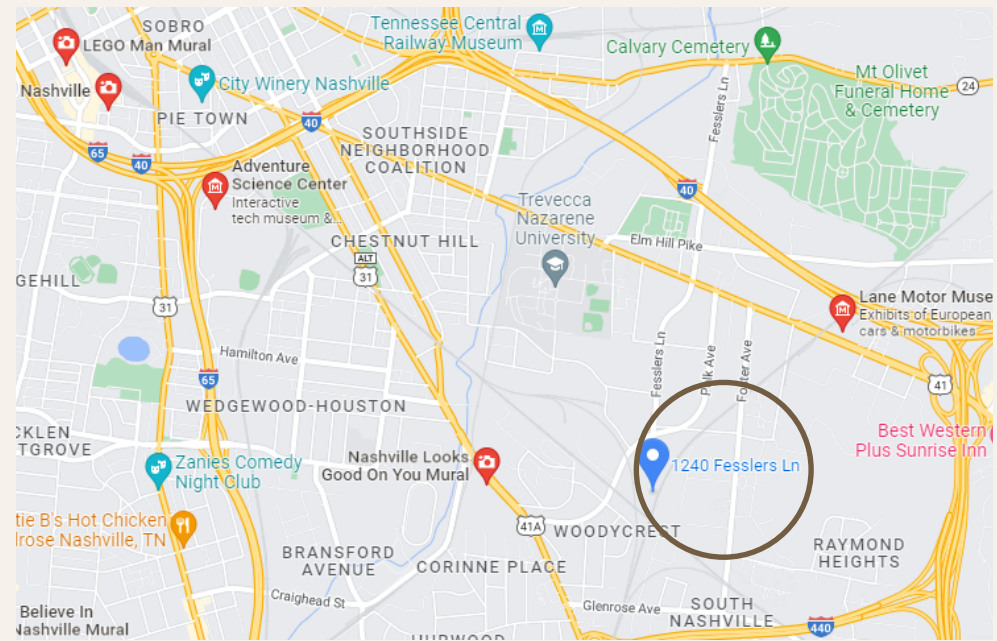 SOBRO
LEGO Man Mural
Tennessee Central
Railway Museum
Calvary Cemetery
Nashville
City Winery Nashville
Mt Olivet
Funeral Home
& Cemetery
24
PIE TOWN
40
Fesslers Ln
65
40
SOUTHSIDE
NEIGHBORHOOD
COALITION
Adventure
Science Center
Interactive
tech museum &...
40
Trevecca
Nazarene
University
CHESTNUT HILL
Elm Hill Pike
ALT
31
GEHILL
31
Lane Motor Muse
Exhibits of European
cars & motorbikes
Hamilton Ave
Fesslers Ln
Polk Ave
Foster Ave
65
41
WEDGEWOOD-HOUSTON
CKLEN
TGROVE
Best Western
Plus Sunrise Inn
Zanies Comedy
Night Club
Nashville Looks
Good On You Mural
1240 Fesslers Ln
tie B's Hot Chicken
lrose Nashville, TN
41A
WOODYCREST
BRANSFORD
AVENUE
CORINNE PLACE
RAYMOND
HEIGHTS
Craighead St
Glenrose Ave
SOUTH
NASHVILLE
Believe In
Nashville Mural
440